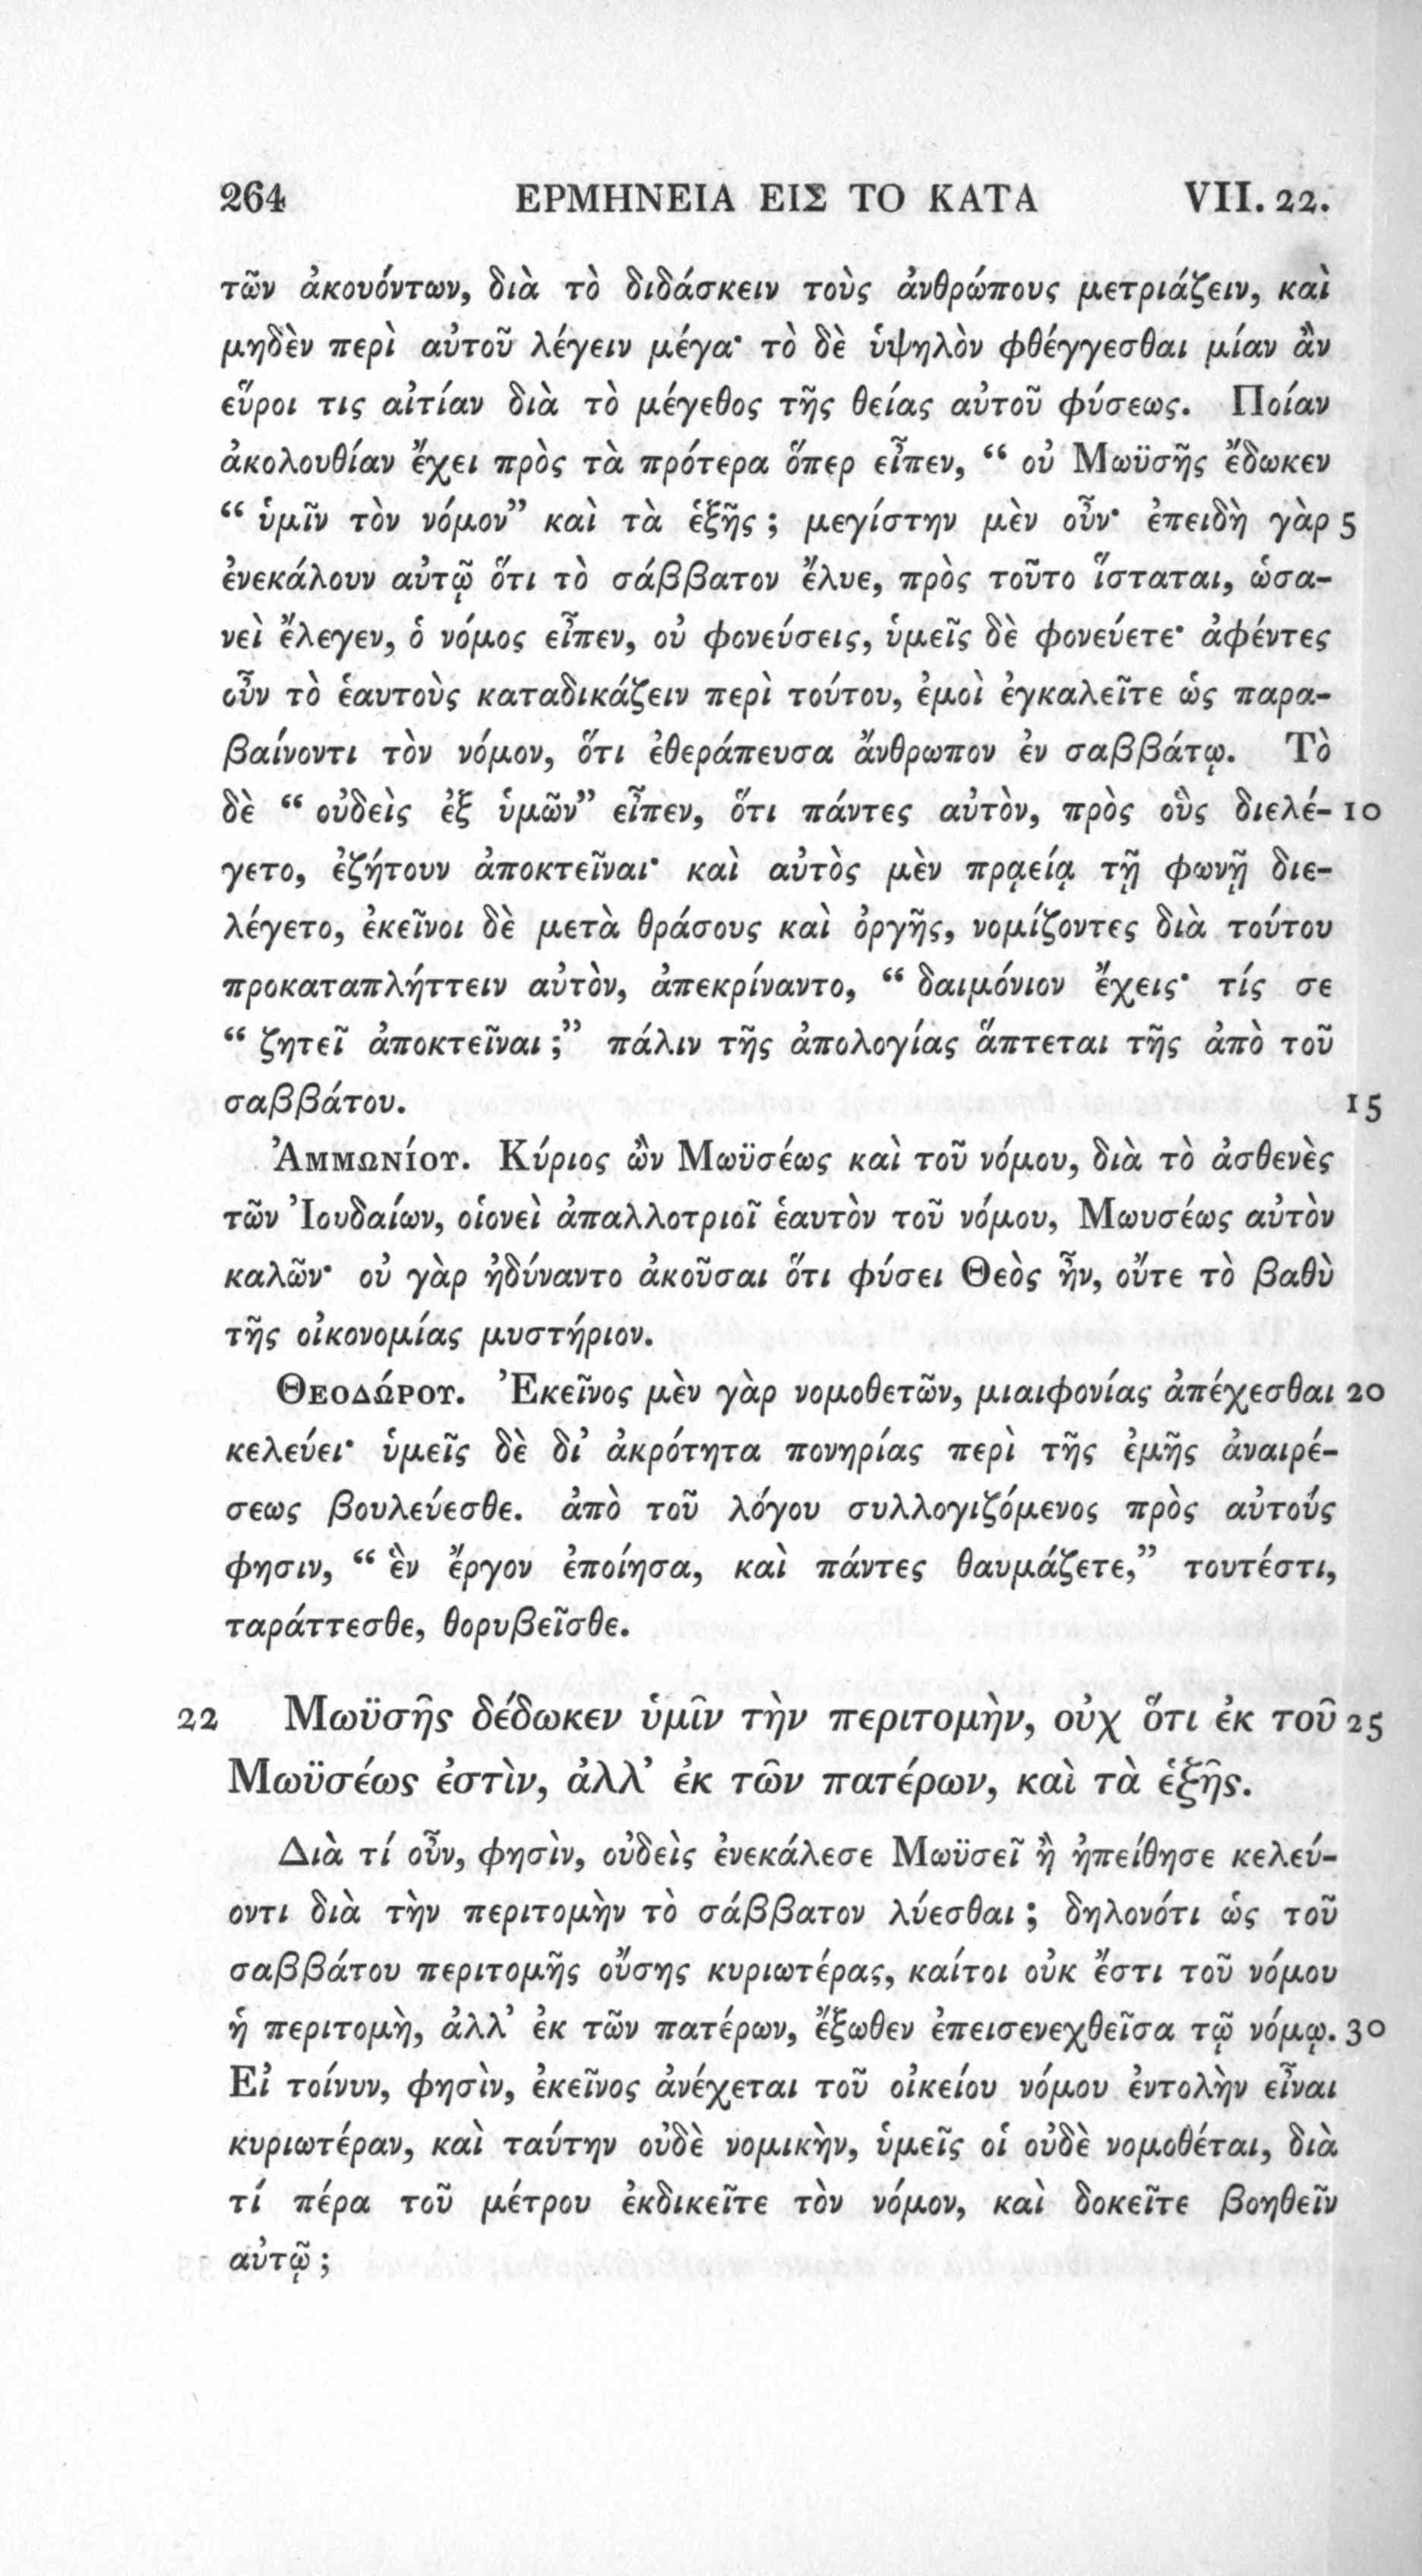 264 ΕΡΜΗΝΕΙΑ ΕΙΣ ΤΟ ΚΑΤΑ VII. 22.
τῶν ἀκουόντων, διὰ τὸ διδάσκειν τοὺς ἀνθρώπους μετριάζειν, καὶ
μηδὲν περὶ αὐτοῦ λέγειν μέγα· τὸ δὲ ὑψηλὸν φθέγγεσθαι μίαν ἂν
εὕροι τις αἰτίαν διὰ τὸ μέγεθος τῆς θείας αὐτοῦ φύσεως. Ποίαν
ἀκολουθίαν ἔχει πρὸς τὰ πρότερα ὅπερ εἶπεν, “ οὐ Μωϋσῆς ἔδωκεν
“ ὑμῖν τὸν νόμον” καὶ τὰ ἑξῆς ; μεγίστην μὲν οὖν· ἐπειδὴ γὰρ 5
ἐνεκάλουν αὐτῷ ὅτι τὸ σάββατον ἔλυε, πρὸς τοῦτο ἵσταται, ὡσα-
νεὶ ἔλεγεν, ὁ νόμος εἶπεν, οὐ φονεύσεις, ὑμεῖς δὲ φονεύετε· ἀφέντες
οὖν τὸ ἑαυτοὺς καταδικάζειν περὶ τούτου, ἐμοὶ ἐγκαλεῖτε ὡς παρα-
βαίνοντι τὸν νόμον, ὅτι ἐθεράπευσα ἄνθρωπον ἐν σαββάτῳ. Τὸ
δὲ “ οὐδεὶς ἐξ ὑμῶν” εἶπεν, ὅτι πάντες αὐτὸν, πρὸς οὓς διελέ- 10
γετο, ἐζήτουν ἀποκτεῖναι· καὶ αὐτὸς μὲν πρᾳείᾳ τῇ φωνῇ διε-
λέγετο, ἐκεῖνοι δὲ μετὰ θράσους καὶ ὀργῆς, νομίζοντες διὰ τούτου
προκαταπλήττειν αὐτὸν, ἀπεκρίναντο, “ δαιμόνιον ἔχεις· τίς σε
“ ζητεῖ ἀποκτεῖναι ;” πάλιν τῆς ἀπολογίας ἅπτεται τῆς ἀπὸ τοῦ
σαββάτου. 15
Ἀμμωνίου. Κύριος ὢν Μωϋσέως καὶ τοῦ νόμου, διὰ τὸ ἀσθενὲς
τῶν Ἰουδαίων, οἱονεὶ ἀπαλλοτριοῖ ἑαυτὸν τοῦ νόμου, Μωυσέως αὐτὸν
καλῶν· οὐ γὰρ ἠδύναντο ἀκοῦσαι ὅτι φύσει Θεὸς ἦν, οὔτε τὸ βαθὺ
τῆς οἰκονομίας μυστήριον.
Θεοδώρου. Ἐκεῖνος μὲν γὰρ νομοθετῶν, μιαιφονίας ἀπέχεσθαι 20
κελεύει· ὑμεῖς δὲ δι’ ἀκρότητα πονηρίας περὶ τῆς ἐμῆς ἀναιρέ-
σεως βουλεύεσθε. ἀπὸ τοῦ λόγου συλλογιζόμενος πρὸς αὐτούς
φησιν, “ ἓν ἔργον ἐποίησα, καὶ πάντες θαυμάζετε,” τουτέστι,
ταράττεσθε, θορυβεῖσθε.
22 Μωϋσῆς δέδωκεν ὑμῖν τὴν περιτομὴν, οὐχ ὅτι ἐκ τοῦ 25
Μωϋσέως ἐστὶν, ἀλλ’ ἐκ τῶν πατέρων, καὶ τὰ ἑξῆς.
Διὰ τί οὖν, φησὶν, οὐδεὶς ἐνεκάλεσε Μωϋσεῖ ἢ ἠπείθησε κελεύ-
οντι διὰ τὴν περιτομὴν τὸ σάββατον λύεσθαι ; δηλονότι ὡς τοῦ
σαββάτου περιτομῆς οὔσης κυριωτέρας, καίτοι οὐκ ἔστι τοῦ νόμου
ἡ περιτομὴ, ἀλλ’ ἐκ τῶν πατέρων, ἔξωθεν ἐπεισενεχθεῖσα τῷ νόμῳ. 30
Εἰ τοίνυν, φησὶν, ἐκεῖνος ἀνέχεται τοῦ οἰκείου νόμου ἐντολὴν εἶναι
κυριωτέραν, καὶ ταύτην οὐδὲ νομικὴν, ὑμεῖς οἱ οὐδὲ νομοθέται, διὰ
τί πέρα τοῦ μέτρου ἐκδικεῖτε τὸν νόμον, καὶ δοκεῖτε βοηθεῖν
αὐτῷ ;